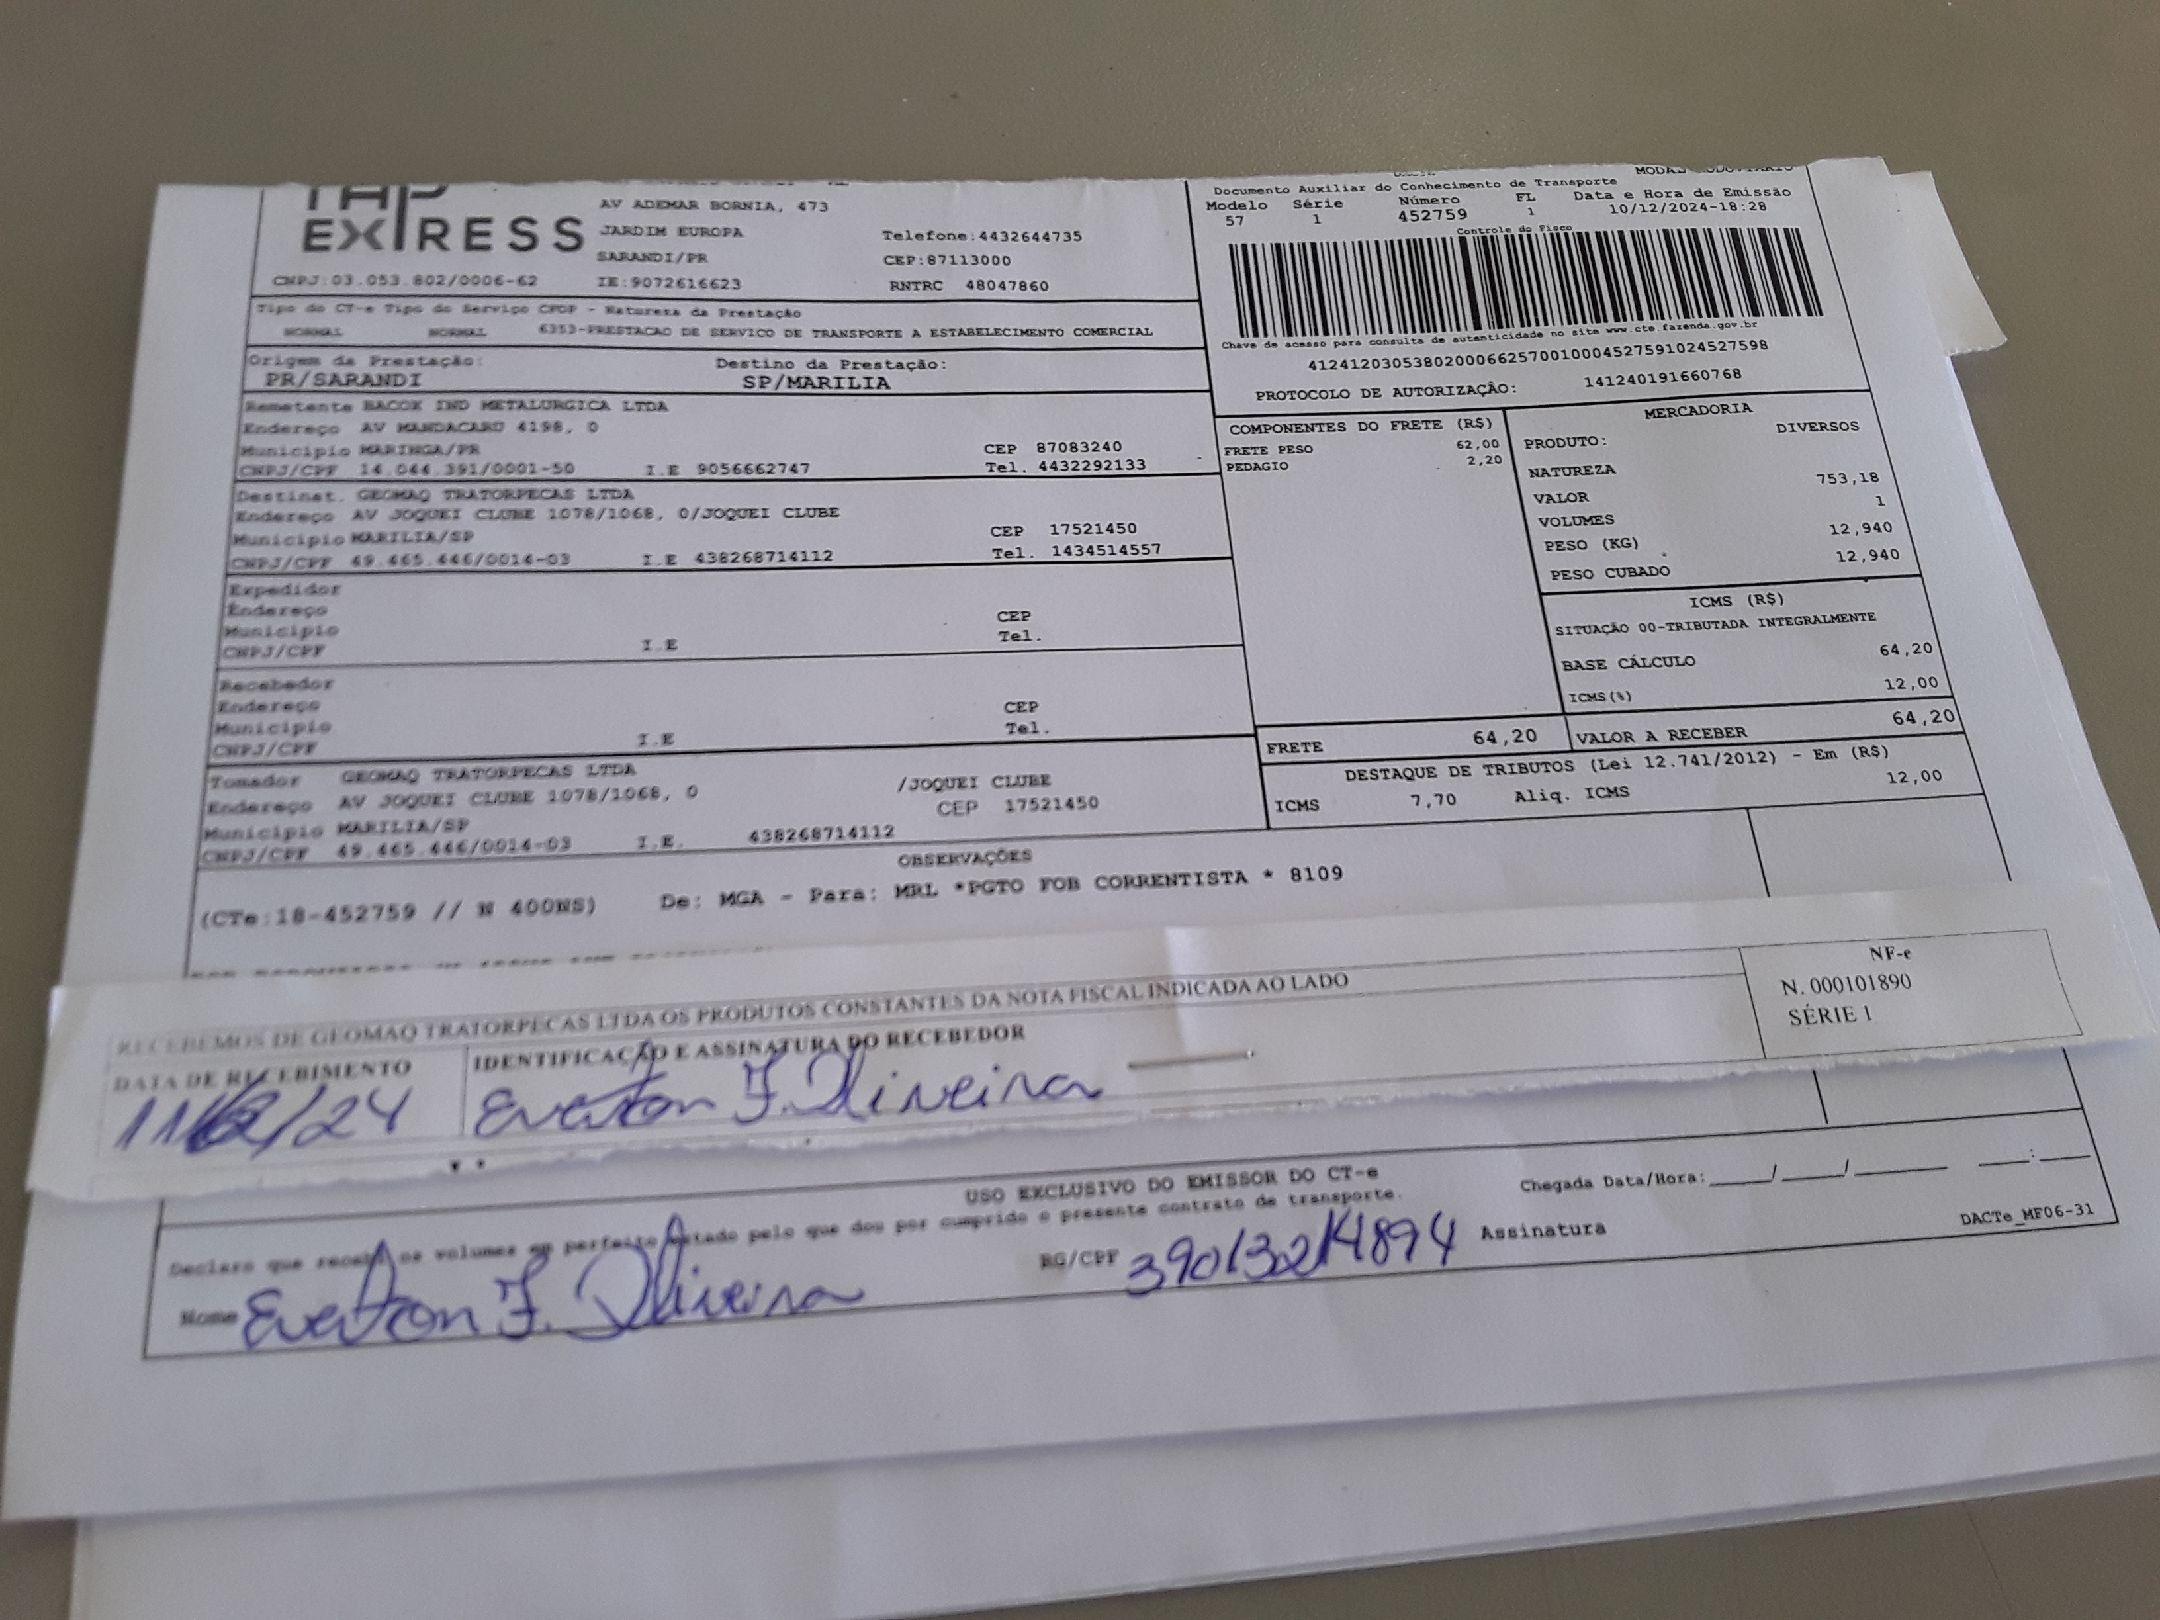 EXPRESS
AV ADEMAR BORNIA, 473
JARDIM EUROPA
SARANDI/PR
Telefone:4432644735
CEP:87113000
CNPJ:03.053.802/0006-62 IE:9072616623 RNTRC 48047860
Documento Auxiliar do Conhecimento de Transporte
Modelo Série Número FL Data e Hora de Emissão
57 1 452759 1 10/12/2024-18:28
Controle do Fisco
Chave de acesso para consulta de autenticidade no site www.cte.fazenda.gov.br
41241203053802000662570010004527591024527598
PROTOCOLO DE AUTORIZAÇÃO: 141240191660768
Tipo do CT-e Tipo do Serviço CFOP - Natureza da Prestação
NORMAL NORMAL 6353-PRESTACAO DE SERVICO DE TRANSPORTE A ESTABELECIMENTO COMERCIAL
Origem da Prestação: Destino da Prestação:
PR/SARANDI SP/MARILIA
Remetente BACOK IND METALURGICA LTDA
Endereço AV MANDACARU 4198, 0
Municipio MARINGA/PR CEP 87083240
CNPJ/CPF 14.044.391/0001-50 I.E 9056662747 Tel. 4432292133
Destinat. GEOMAQ TRATORPECAS LTDA
Endereço AV JOQUEI CLUBE 1078/1068, 0/JOQUEI CLUBE
Municipio MARILIA/SP CEP 17521450
CNPJ/CPF 49.465.446/0014-03 I.E 438268714112 Tel. 1434514557
Expedidor
Endereço
Municipio CEP
CNPJ/CPF I.E Tel.
Recebedor
Endereço
Municipio CEP
CNPJ/CPF I.E Tel.
Tomador GEOMAQ TRATORPECAS LTDA
Endereço AV JOQUEI CLUBE 1078/1068, 0 /JOQUEI CLUBE
Municipio MARILIA/SP CEP 17521450
CNPJ/CPF 49.465.446/0014-03 I.E. 438268714112
COMPONENTES DO FRETE (R$)
FRETE PESO 62,00
PEDAGIO 2,20
MERCADORIA
PRODUTO: DIVERSOS
NATUREZA
VALOR 753,18
VOLUMES 1
PESO (KG) 12,940
PESO CUBADO 12,940
ICMS (R$)
SITUAÇÃO 00-TRIBUTADA INTEGRALMENTE
BASE CÁLCULO 64,20
ICMS(%) 12,00
FRETE 64,20 VALOR A RECEBER 64,20
DESTAQUE DE TRIBUTOS (Lei 12.741/2012) - Em (R$)
ICMS 7,70 Aliq. ICMS 12,00
OBSERVAÇÕES
(CTe:18-452759 // N 400NS) De: MGA - Para: MRL *PGTO FOB CORRENTISTA * 8109
RECEBEMOS DE GEOMAQ TRATORPECAS LTDA OS PRODUTOS CONSTANTES DA NOTA FISCAL INDICADA AO LADO
DATA DE RECEBIMENTO IDENTIFICAÇÃO E ASSINATURA DO RECEBEDOR
11/12/24 Everton J. Oliveira
NF-e
N. 000101890
SÉRIE 1
USO EXCLUSIVO DO EMISSOR DO CT-e
Declaro que recebi os volumes em perfeito estado pelo que dou por cumprido o presente contrato de transporte.
Chegada Data/Hora:_____/_____/_______ ____:____
Nome Everton J. Oliveira RG/CPF 39013214894 Assinatura
DACTe_MF06-31